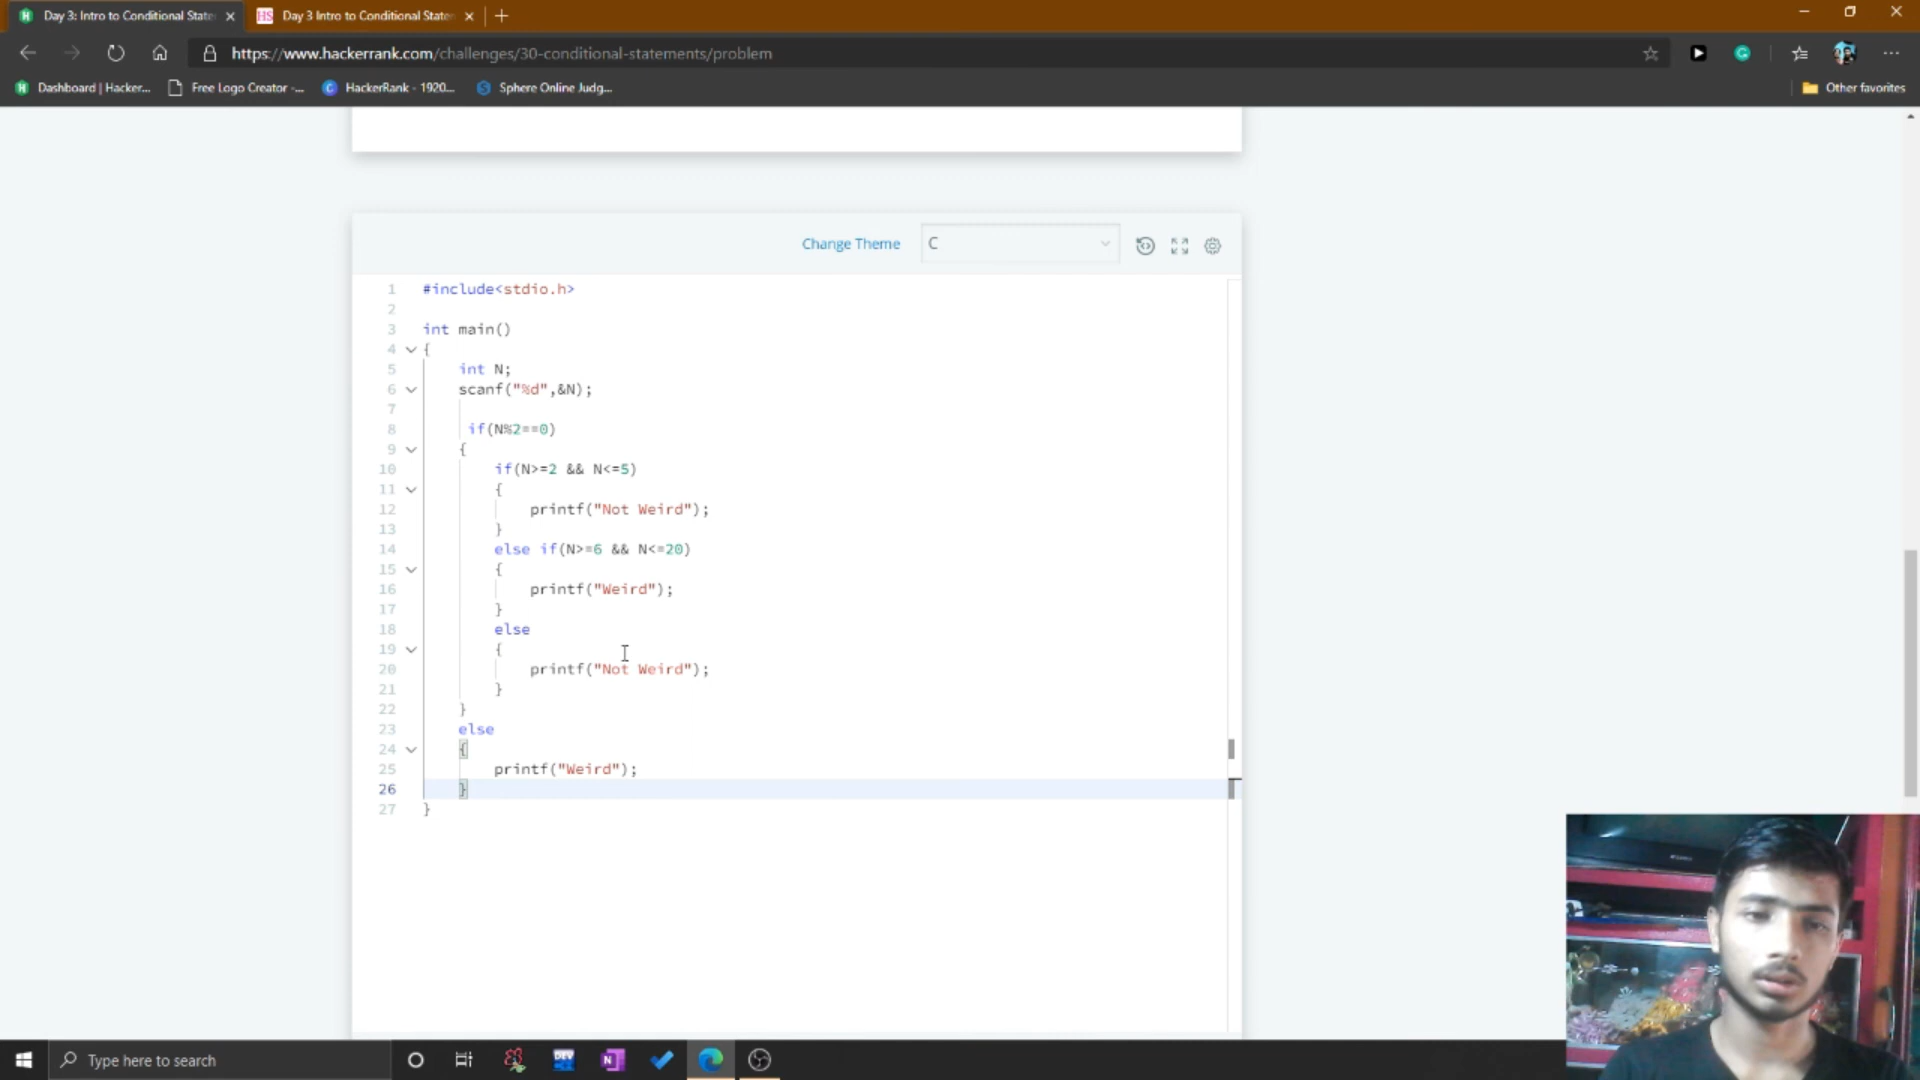 Day 3: Intro to Conditional State
HS Day 3 Intro to Conditional State
https://www.hackerrank.com/challenges/30-conditional-statements/problem
Dashboard | Hacker... Free Logo Creator -... HackerRank - 1920... Sphere Online Judg... Other favorites
Change Theme C
1 #include<stdio.h>
2
3 int main()
4 {
5 int N;
6 scanf("%d",&N);
7
8 if(N%2==0)
9 {
10 if(N>=2 && N<=5)
11 {
12 printf("Not Weird");
13 }
14 else if(N>=6 && N<=20)
15 {
16 printf("Weird");
17 }
18 else
19 {
20 printf("Not Weird");
21 }
22 }
23 else
24 {
25 printf("Weird");
26 }
27 }
Type here to search
DEV
N